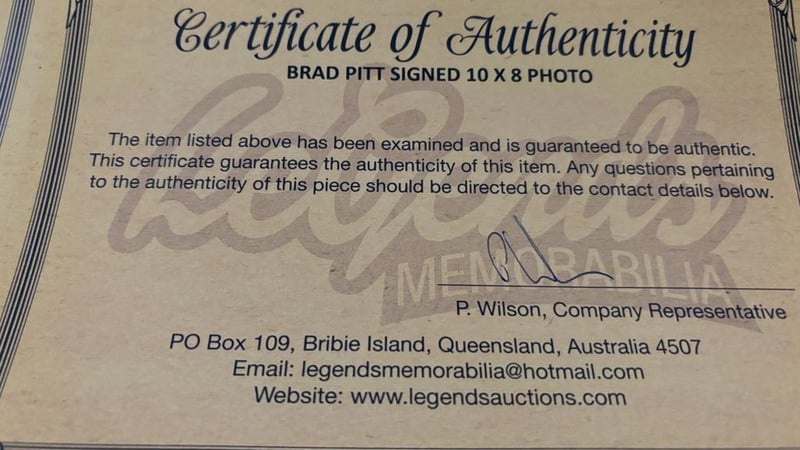 Certificate of Authenticity
BRAD PITT SIGNED 10 X 8 PHOTO
Legends
MEMORABILIA
The item listed above has been examined and is guaranteed to be authentic.
This certificate guarantees the authenticity of this item. Any questions pertaining
to the authenticity of this piece should be directed to the contact details below.
P. Wilson, Company Representative
PO Box 109, Bribie Island, Queensland, Australia 4507
Email: legendsmemorabilia@hotmail.com
Website: www.legendsauctions.com